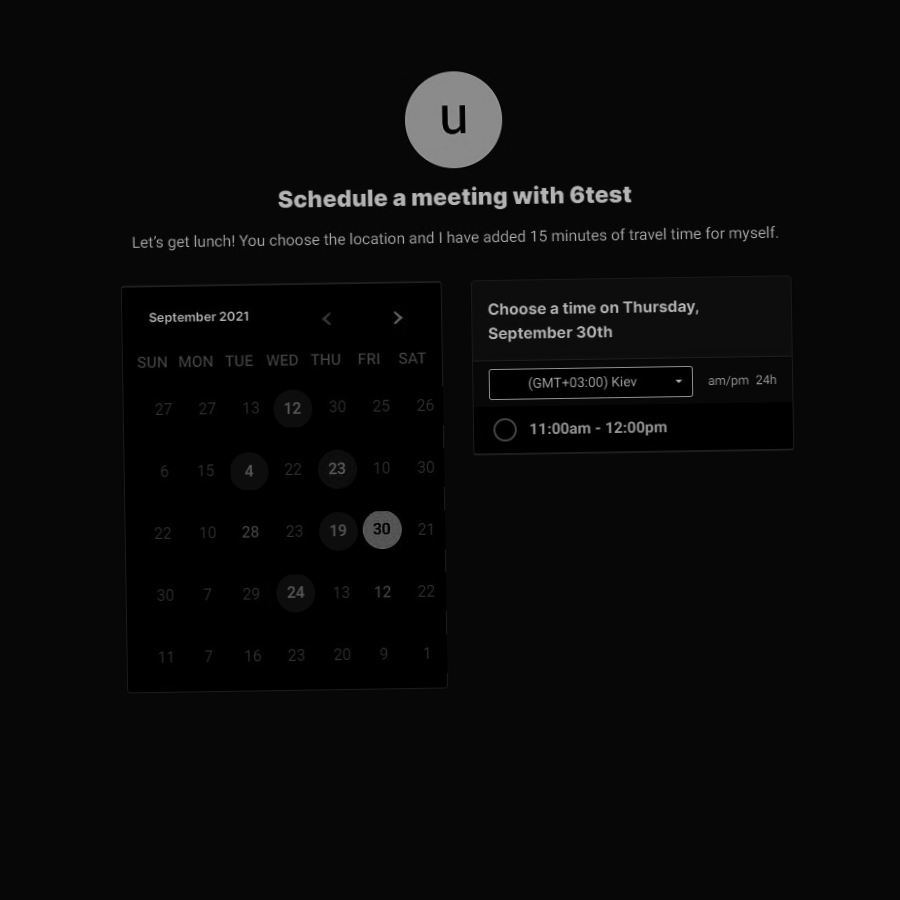 u
Schedule a meeting with 6test
Let's get lunch! You choose the location and I have added 15 minutes of travel time for myself.
September 2021
SUN MON TUE WED THU FRI SAT
27 27 13 12 30 25 26
6 15 4 22 23 10 30
22 10 28 23 19 30 21
30 7 29 24 13 12 22
11 7 16 23 20 9 1
Choose a time on Thursday,
September 30th
(GMT+03:00) Kiev am/pm 24h
11:00am - 12:00pm